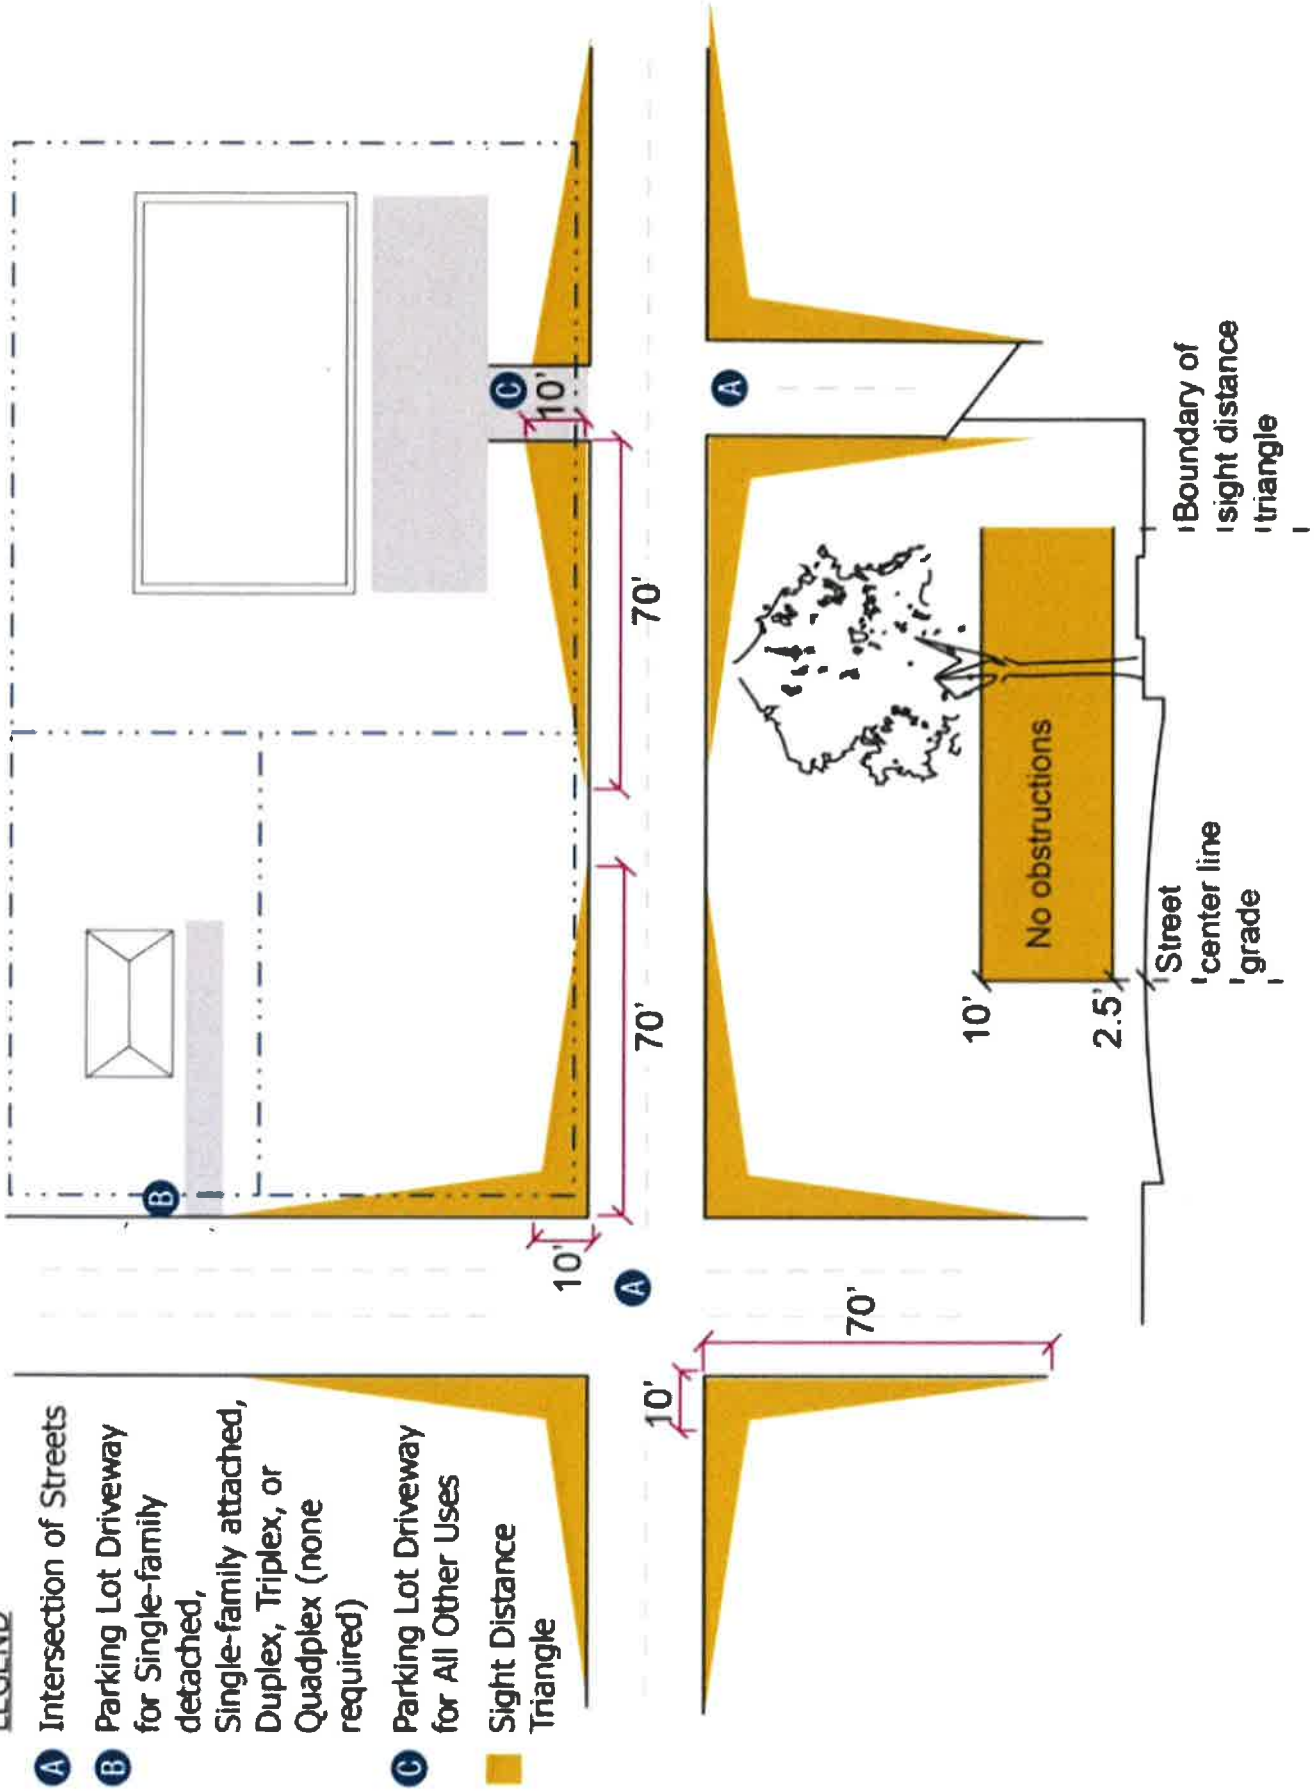 LEGEND
A Intersection of Streets
B Parking Lot Driveway
for Single-family
detached,
Single-family attached,
Duplex, Triplex, or
Quadplex (none
required)
C Parking Lot Driveway
for All Other Uses
Sight Distance
Triangle
B
C
10'
70'
70'
10'
A
A
10'
70'
No obstructions
10'
2.5'
Street
center line
grade
Boundary of
sight distance
triangle